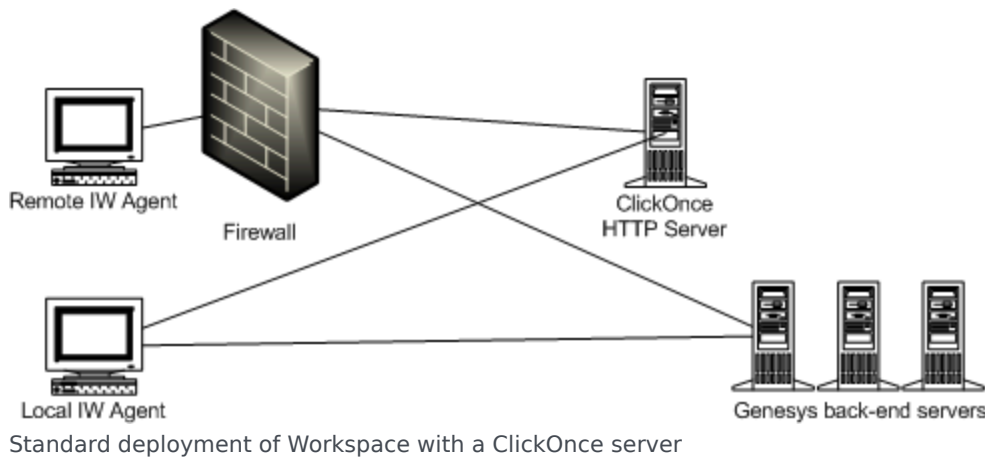 Remote IW Agent
Firewall
ClickOnce
HTTP Server
Local IW Agent
Genesys back-end servers
Standard deployment of Workspace with a ClickOnce server